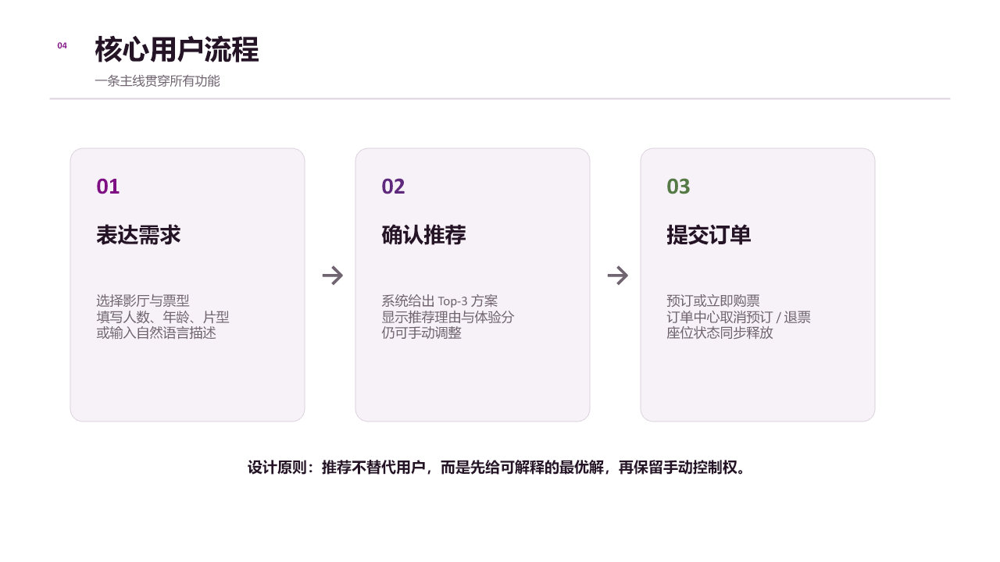 04
核心用户流程
一条主线贯穿所有功能
01
表达需求
选择影厅与票型
填写人数、年龄、片型
或输入自然语言描述
→
02
确认推荐
系统给出 Top-3 方案
显示推荐理由与体验分
仍可手动调整
→
03
提交订单
预订或立即购票
订单中心取消预订 / 退票
座位状态同步释放
设计原则：推荐不替代用户，而是先给可解释的最优解，再保留手动控制权。